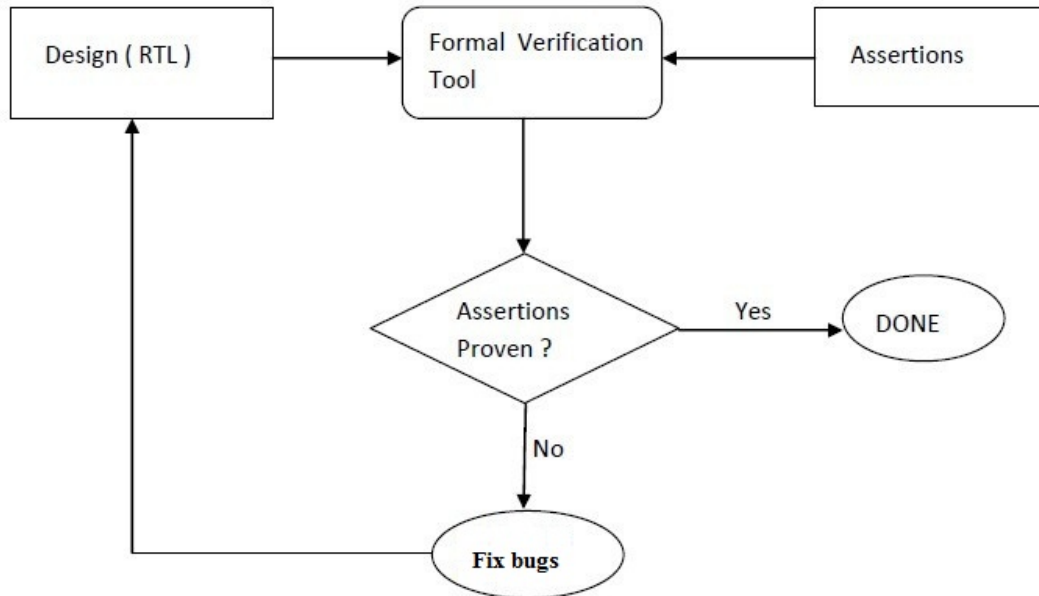 Design ( RTL )
Formal Verification
Tool
Assertions
Assertions
Proven ?
Yes
DONE
No
Fix bugs